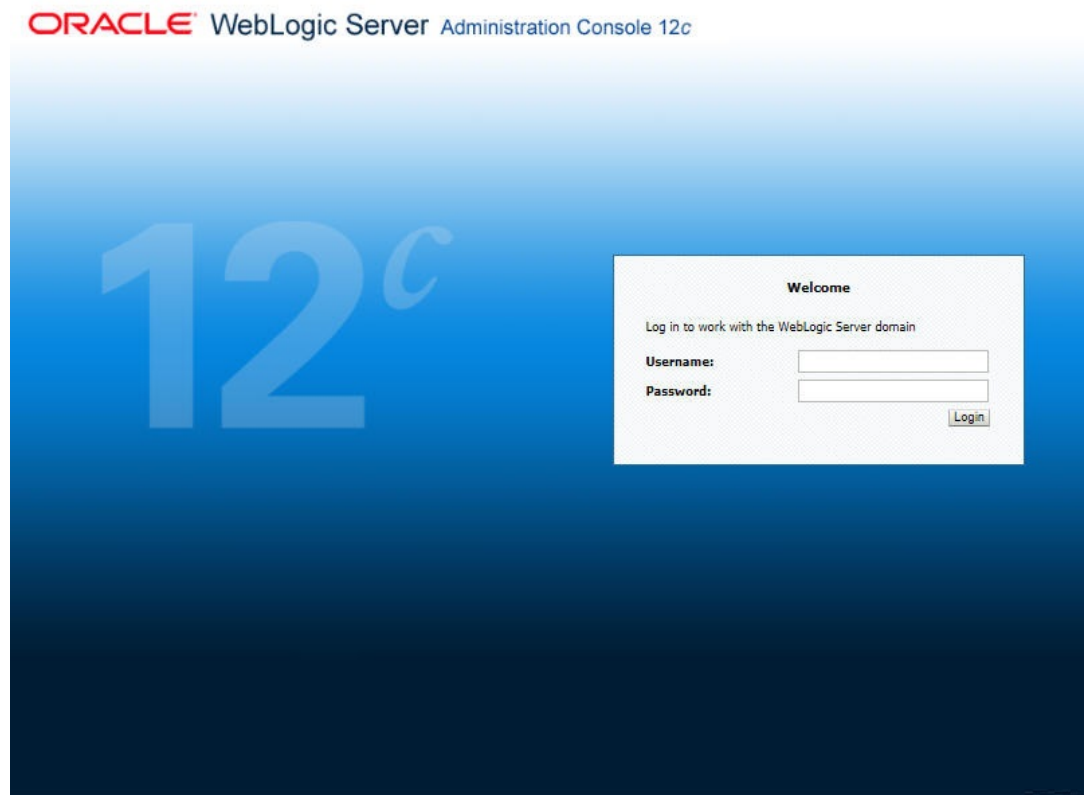 ORACLE WebLogic Server Administration Console 12c
12c
Welcome
Log in to work with the WebLogic Server domain
Username:
Password:
Login